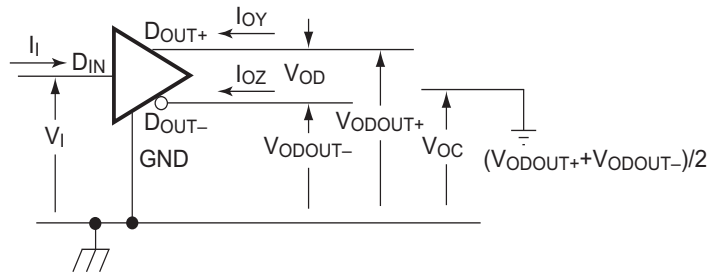 DOUT+
IOY
II
DIN
IOZ
VOD
DOUT–
VI
GND
VODOUT–
VODOUT+
VOC
(VODOUT++VODOUT–)/2